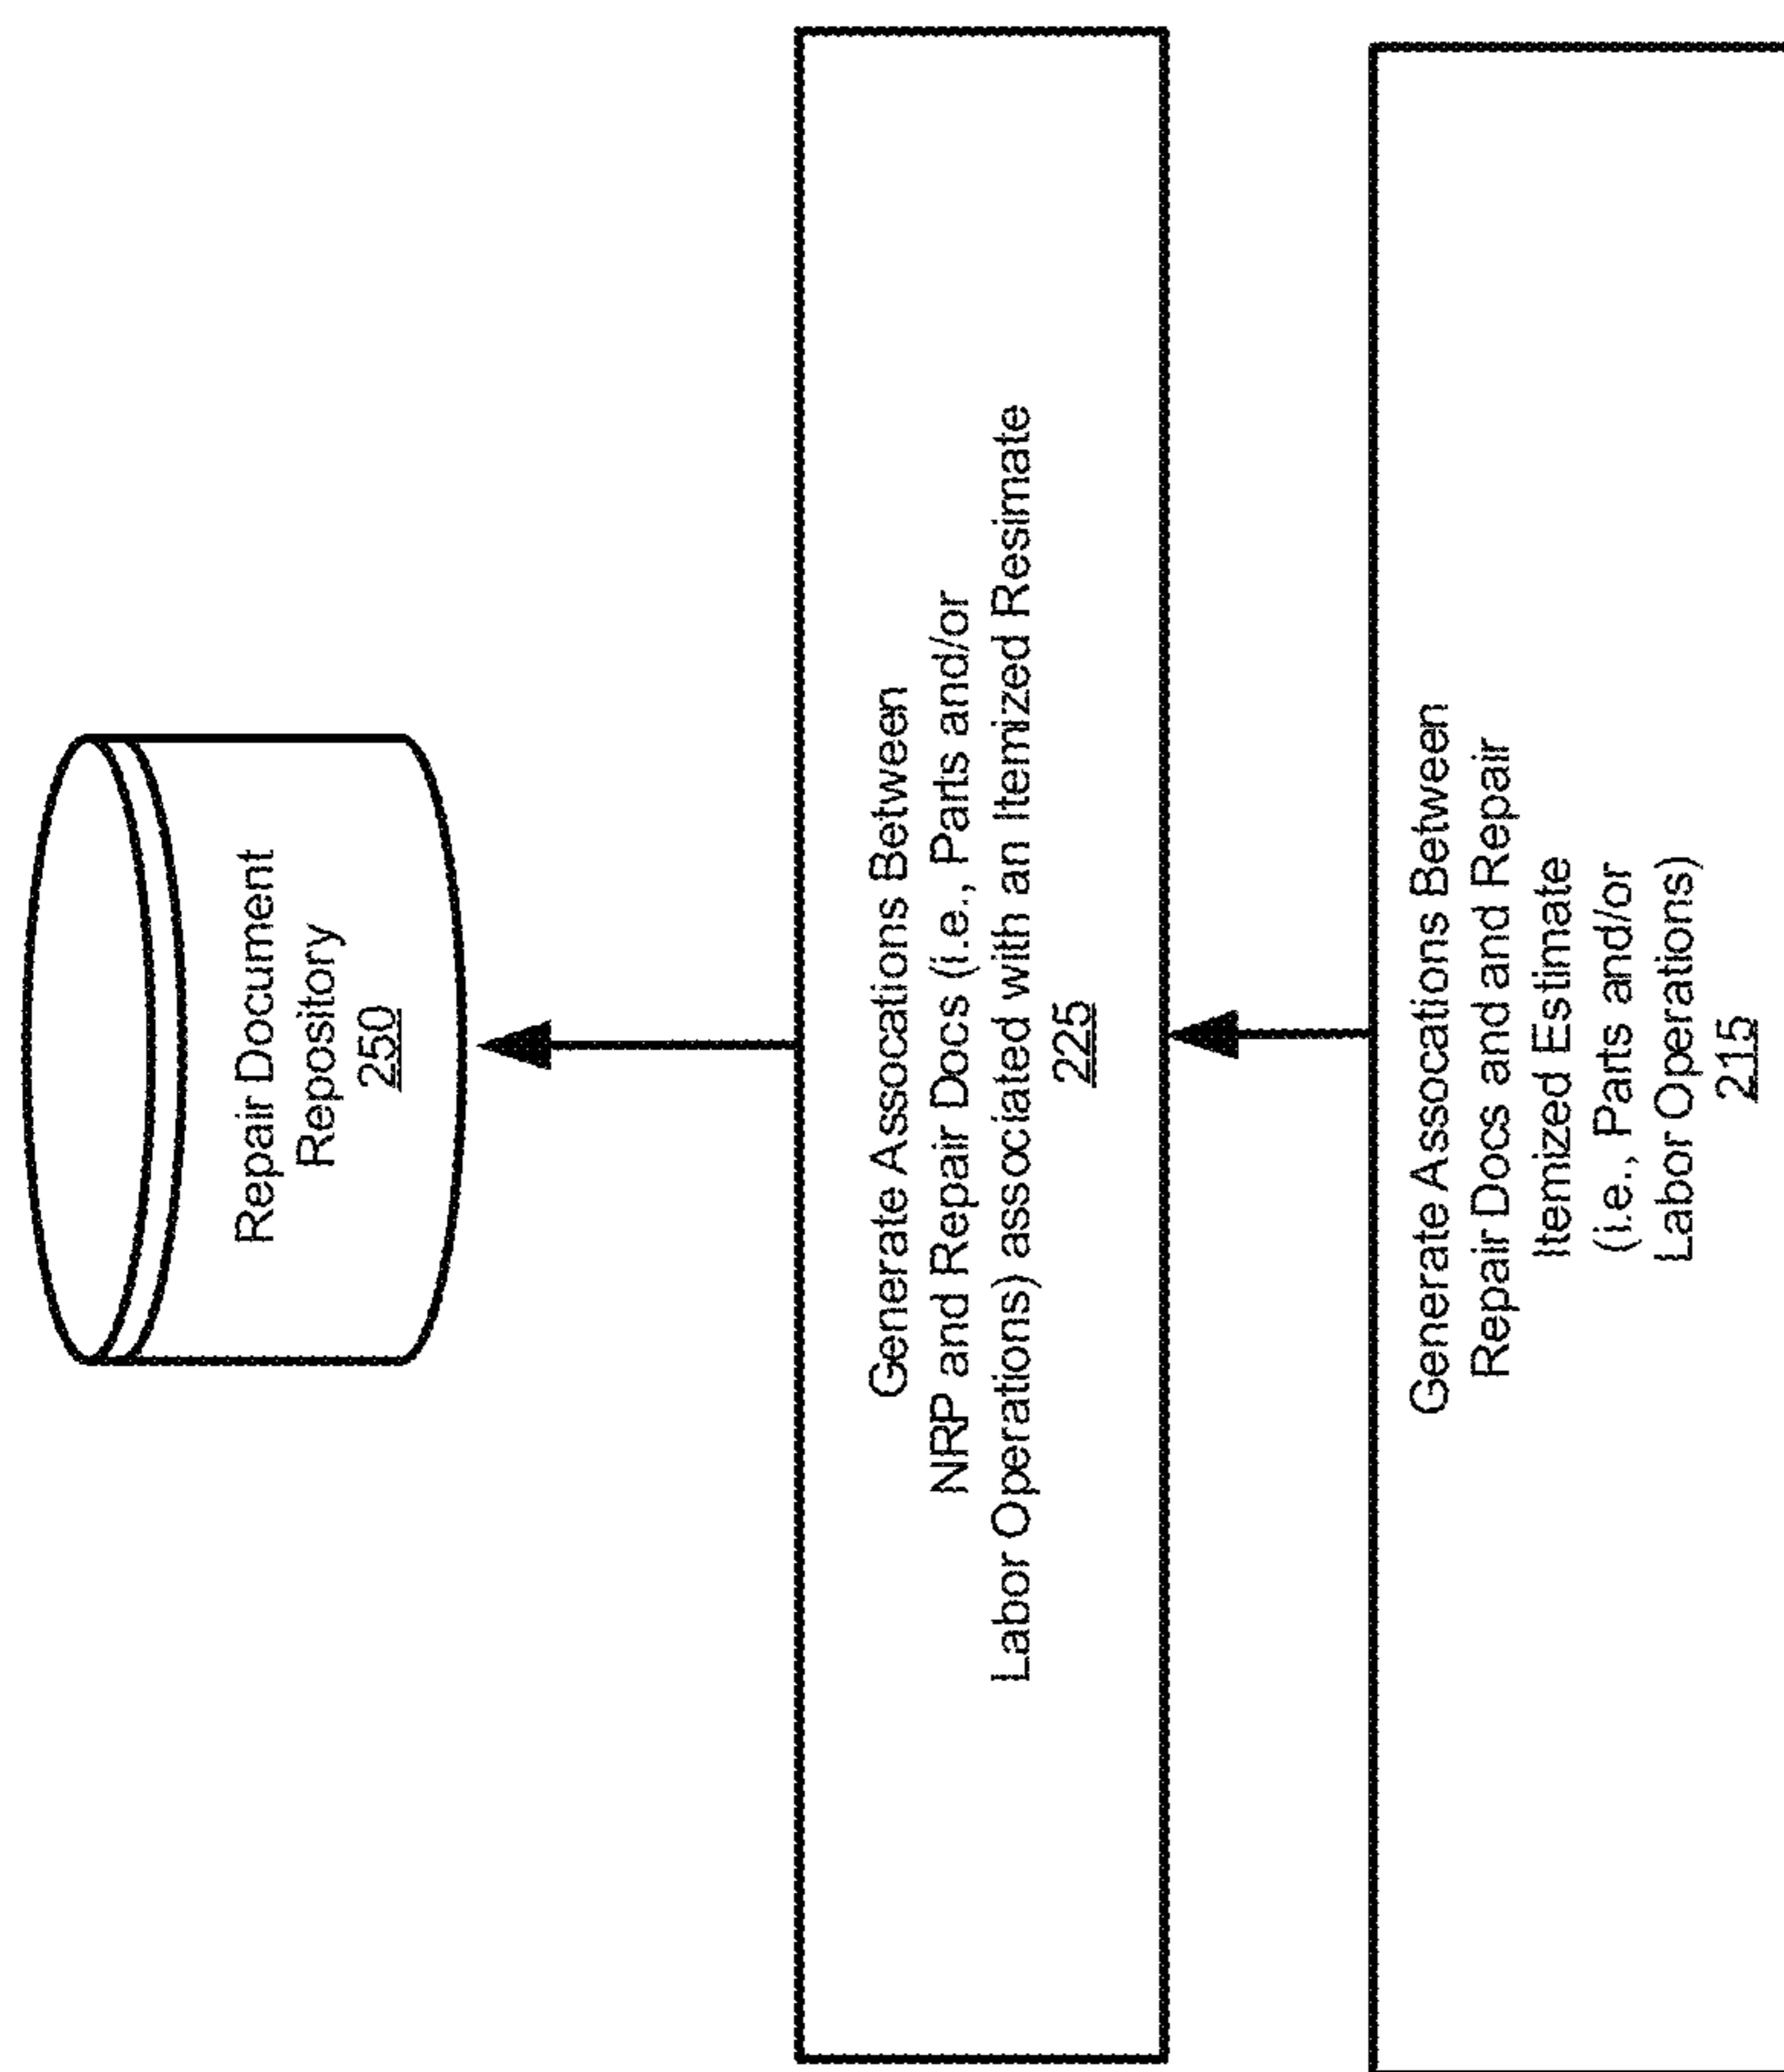 Repair Document
Repository
250
Generate Assocations Between
NRP and Repair Docs (i.e., Parts and/or
Labor Operations) associated with an Itemized Resimate
225
Generate Assocations Between
Repair Docs and and Repair
Itemized Estimate
(i.e., Parts and/or
Labor Operations)
215